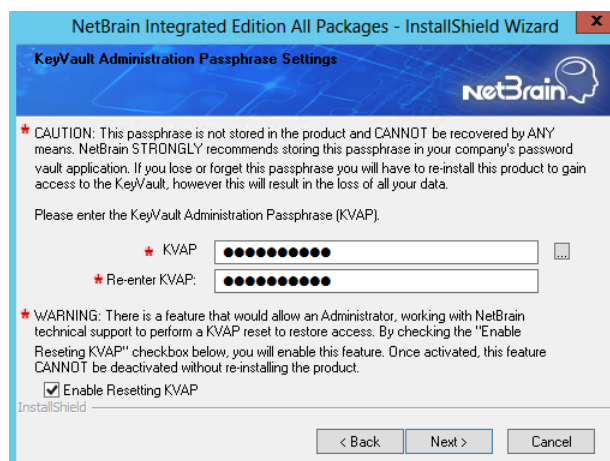 NetBrain Integrated Edition All Packages - InstallShield Wizard x
KeyVault Administration Passphrase Settings
NetBrain
* CAUTION: This passphrase is not stored in the product and CANNOT be recovered by ANY
means. NetBrain STRONGLY recommends storing this passphrase in your company's password
vault application. If you lose or forget this passphrase you will have to re-install this product to gain
access to the KeyVault, however this will result in the loss of all your data.
Please enter the KeyVault Administration Passphrase (KVAP).
* KVAP ●●●●●●●●●● ...
* Re-enter KVAP: ●●●●●●●●●●
* WARNING: There is a feature that would allow an Administrator, working with NetBrain
technical support to perform a KVAP reset to restore access. By checking the "Enable
Reseting KVAP" checkbox below, you will enable this feature. Once activated, this feature
CANNOT be deactivated without re-installing the product.
Enable Resetting KVAP
InstallShield
< Back Next > Cancel